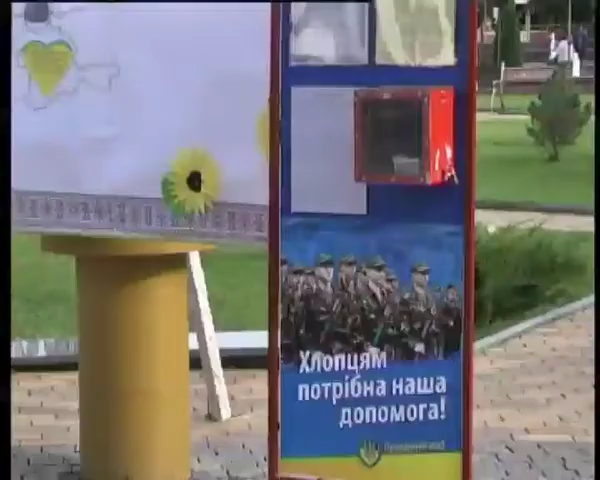 Хлопцям
потрібна наша
допомога!